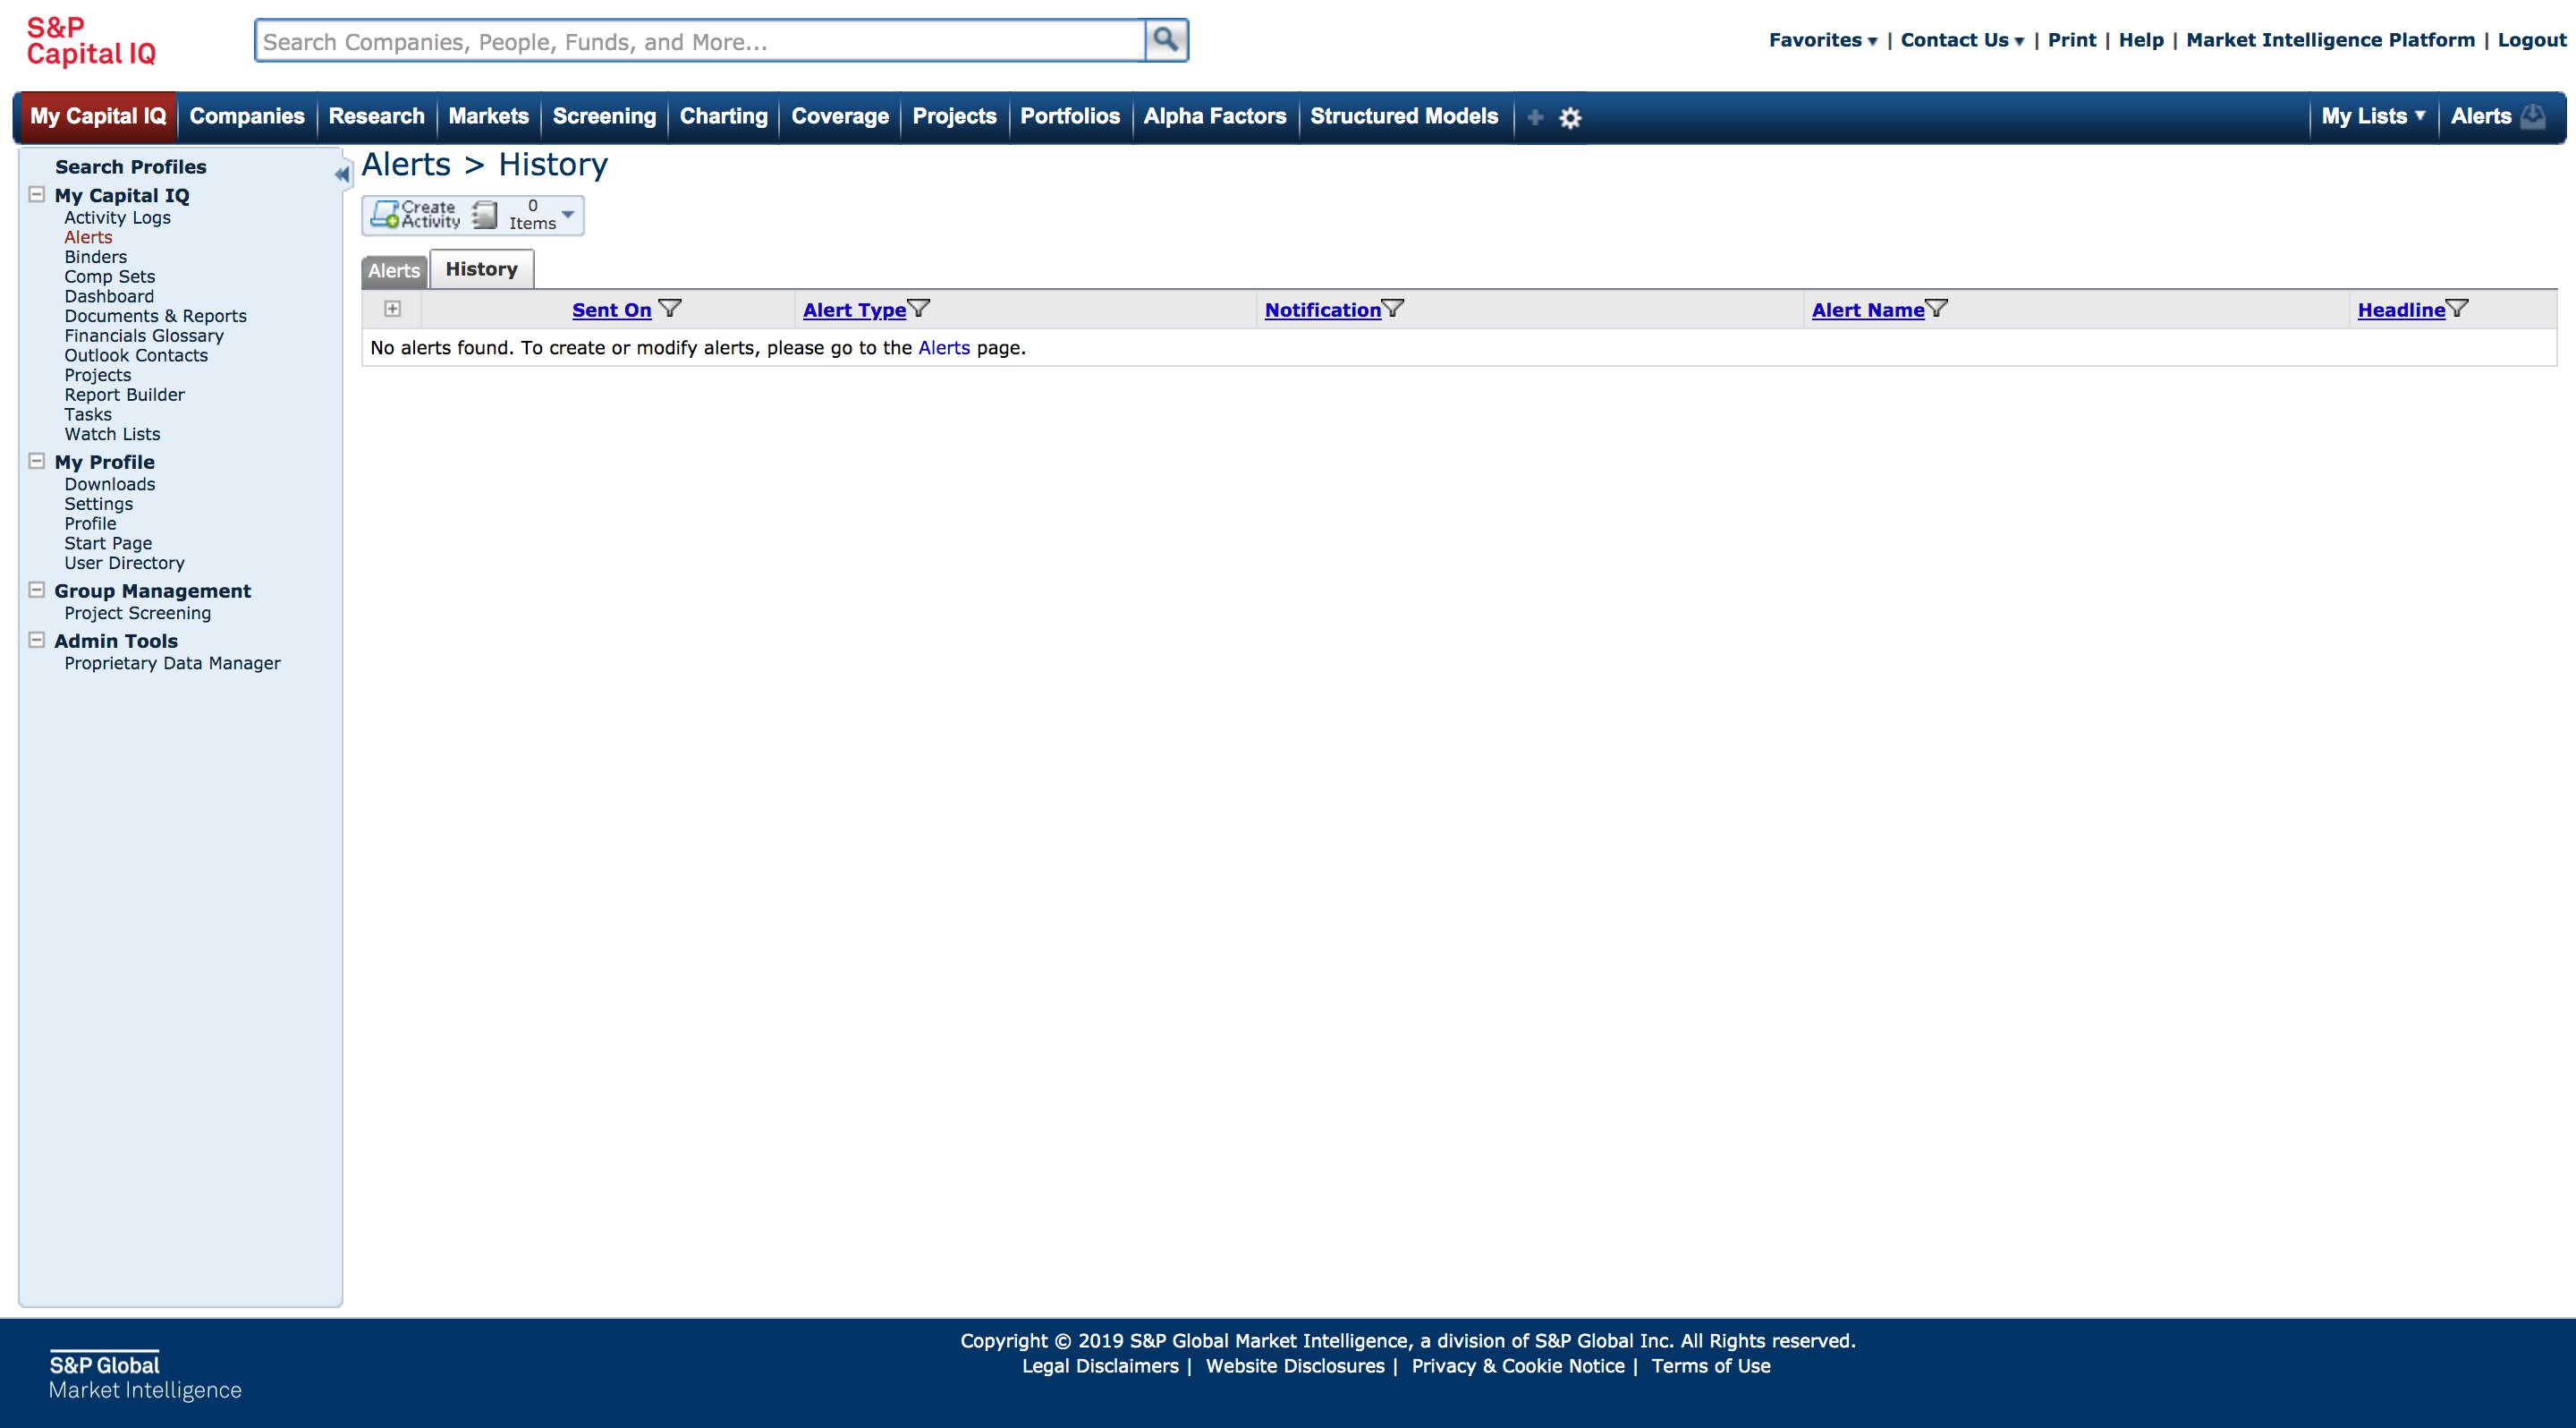 S&P
Capital IQ
Search Companies, People, Funds, and More...
Favorites ▼ | Contact Us ▼ | Print | Help | Market Intelligence Platform | Logout
My Capital IQ Companies Research Markets Screening Charting Coverage Projects Portfolios Alpha Factors Structured Models My Lists ▼ Alerts
Search Profiles
My Capital IQ
Activity Logs
Alerts
Binders
Comp Sets
Dashboard
Documents & Reports
Financials Glossary
Outlook Contacts
Projects
Report Builder
Tasks
Watch Lists
My Profile
Downloads
Settings
Profile
Start Page
User Directory
Group Management
Project Screening
Admin Tools
Proprietary Data Manager
Alerts > History
Create
Activity
0
Items
Alerts History
Sent On Alert Type Notification Alert Name Headline
No alerts found. To create or modify alerts, please go to the Alerts page.
S&P Global
Market Intelligence
Copyright © 2019 S&P Global Market Intelligence, a division of S&P Global Inc. All Rights reserved.
Legal Disclaimers | Website Disclosures | Privacy & Cookie Notice | Terms of Use